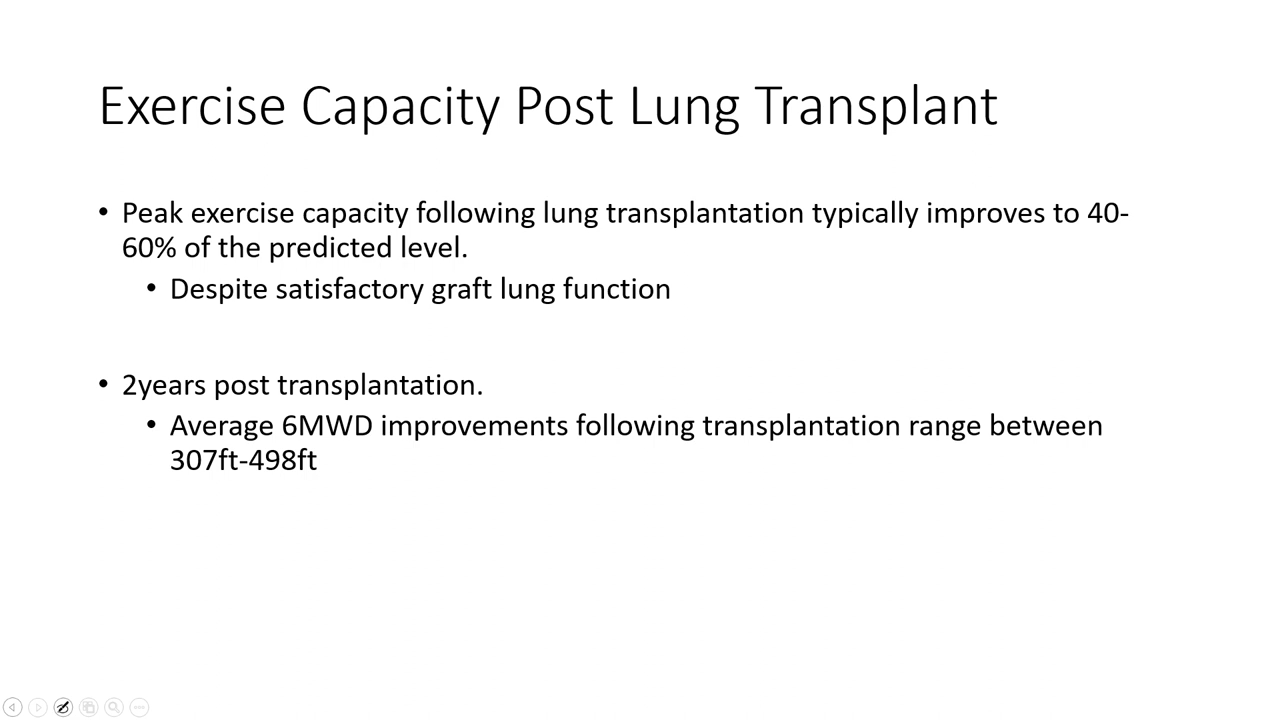 Exercise Capacity Post Lung Transplant
• Peak exercise capacity following lung transplantation typically improves to 40-
60% of the predicted level.
• Despite satisfactory graft lung function
• 2years post transplantation.
• Average 6MWD improvements following transplantation range between
307ft-498ft